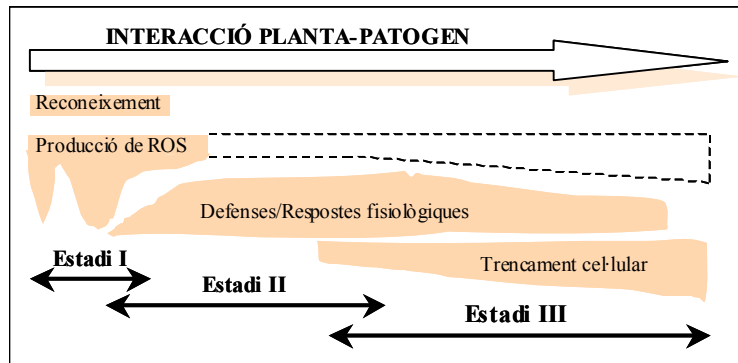 INTERACCIÓ PLANTA-PATOGEN
Reconeixement
Producció de ROS
Defenses/Respostes fisiològiques
Estadi I
Trencament cel·lular
Estadi II
Estadi III